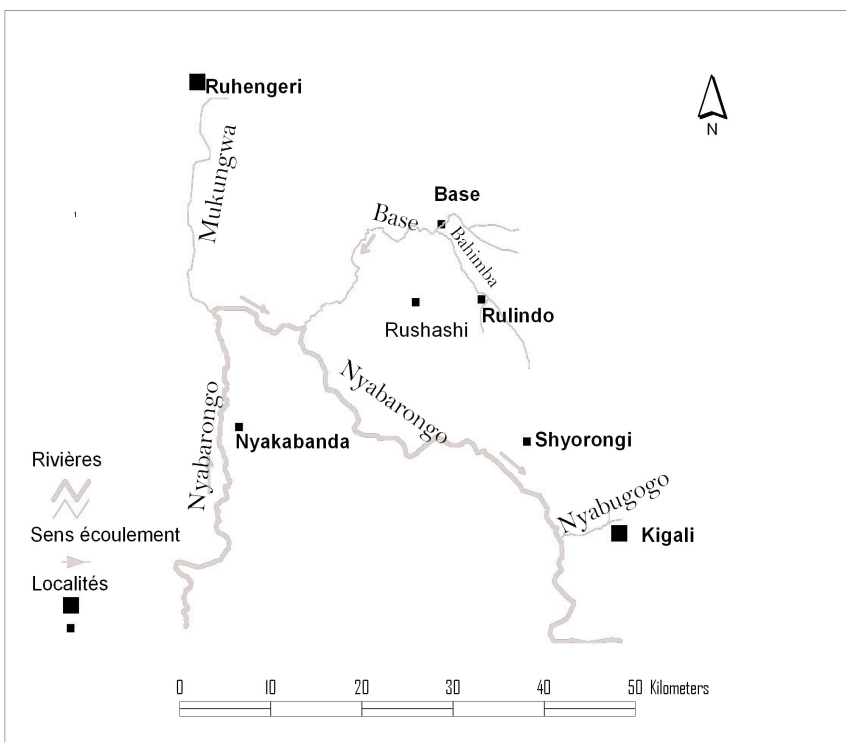 Ruhengeri
N
Mukungwa
1
Base
Base
Bahimba
Rulindo
Rushashi
Nyabarongo
Nyabarongo
Nyakabanda
Shyorongi
Rivières
Nyabugogo
Sens écoulement
Kigali
Localités
0 10 20 30 40 50 Kilometers